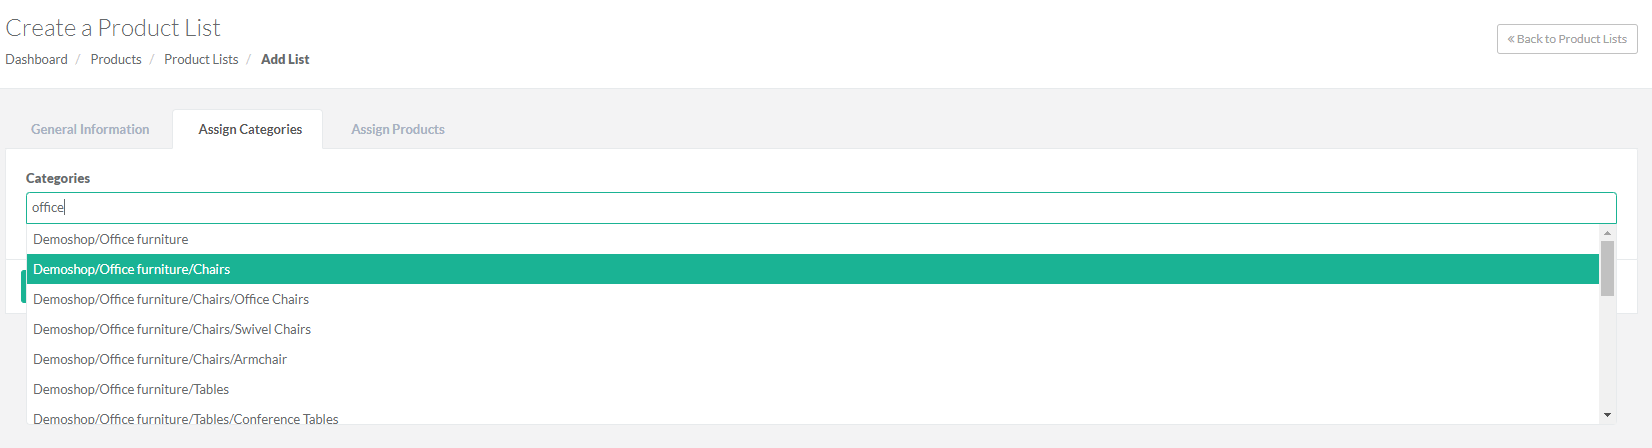 Create a Product List
« Back to Product Lists
Dashboard / Products / Product Lists / Add List
General Information Assign Categories Assign Products
Categories
office
Demoshop/Office furniture
Demoshop/Office furniture/Chairs
Demoshop/Office furniture/Chairs/Office Chairs
Demoshop/Office furniture/Chairs/Swivel Chairs
Demoshop/Office furniture/Chairs/Armchair
Demoshop/Office furniture/Tables
Demoshop/Office furniture/Tables/Conference Tables